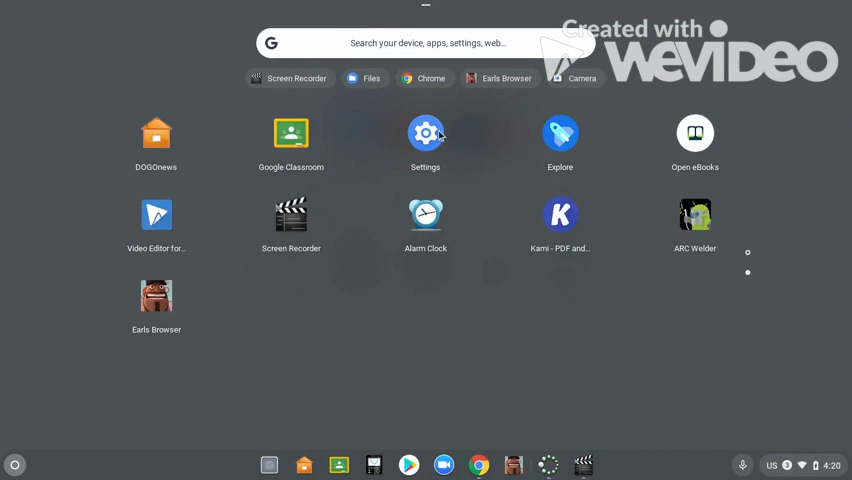 Created with
WeVideo
Search your device, apps, settings, web...
Screen Recorder Files Chrome Earls Browser Camera
DOGOnews Google Classroom Settings Explore Open eBooks
Video Editor for... Screen Recorder Alarm Clock Kami - PDF and... ARC Welder
Earls Browser
US 3 4:20